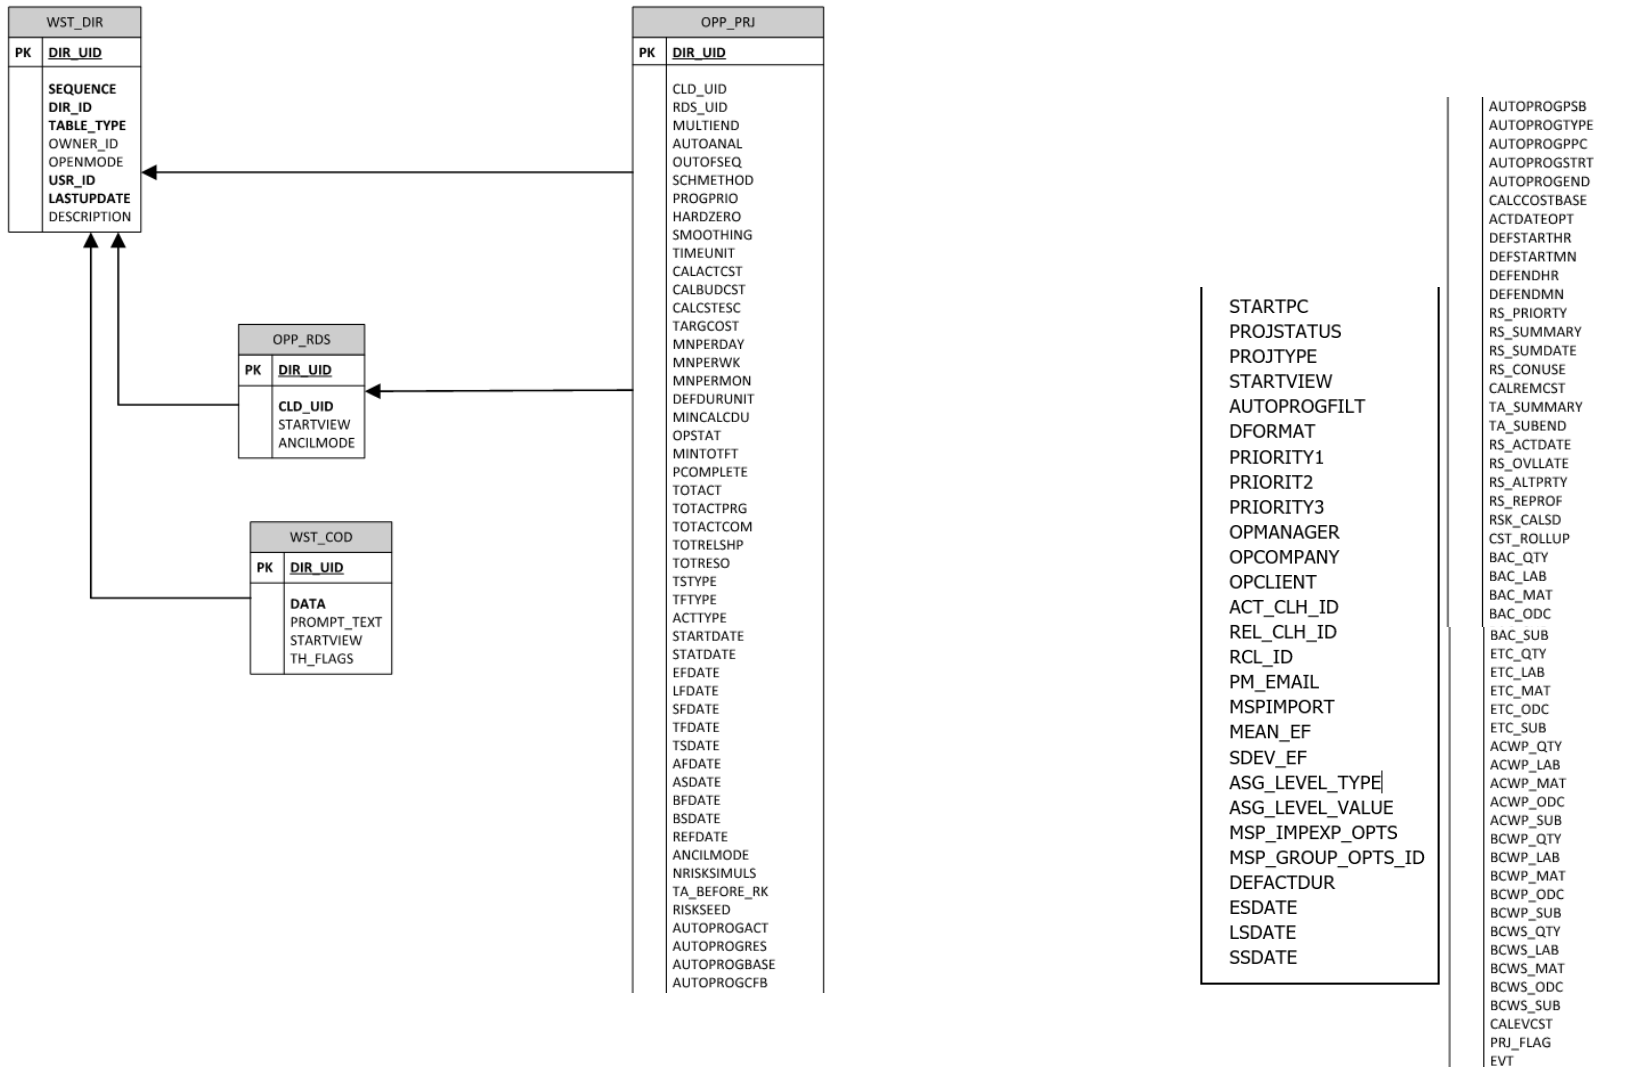 WST_DIR
PK DIR_UID
SEQUENCE
DIR_ID
TABLE_TYPE
OWNER_ID
OPENMODE
USR_ID
LASTUPDATE
DESCRIPTION
OPP_RDS
PK DIR_UID
CLD_UID
STARTVIEW
ANCILMODE
WST_COD
PK DIR_UID
DATA
PROMPT_TEXT
STARTVIEW
TH_FLAGS
OPP_PRJ
PK DIR_UID
CLD_UID
RDS_UID
MULTIEND
AUTOANAL
OUTOFSEQ
SCHMETHOD
PROGPRIO
HARDZERO
SMOOTHING
TIMEUNIT
CALACTCST
CALBUDCST
CALCSTESC
TARGCOST
MNPERDAY
MNPERWK
MNPERMON
DEFDURUNIT
MINCALCDU
OPSTAT
MINTOTFT
PCOMPLETE
TOTACT
TOTACTPRG
TOTACTCOM
TOTRELSHP
TOTRESO
TSTYPE
TFTYPE
ACTTYPE
STARTDATE
STATDATE
EFDATE
LFDATE
SFDATE
TFDATE
TSDATE
AFDATE
ASDATE
BFDATE
BSDATE
REFDATE
ANCILMODE
NRISKSIMULS
TA_BEFORE_RK
RISKSEED
AUTOPROGACT
AUTOPROGRES
AUTOPROGBASE
AUTOPROGCFB
STARTPC
PROJSTATUS
PROJTYPE
STARTVIEW
AUTOPROGFILT
DFORMAT
PRIORITY1
PRIORIT2
PRIORITY3
OPMANAGER
OPCOMPANY
OPCLIENT
ACT_CLH_ID
REL_CLH_ID
RCL_ID
PM_EMAIL
MSPIMPORT
MEAN_EF
SDEV_EF
ASG_LEVEL_TYPE
ASG_LEVEL_VALUE
MSP_IMPEXP_OPTS
MSP_GROUP_OPTS_ID
DEFACTDUR
ESDATE
LSDATE
SSDATE
AUTOPROGPSB
AUTOPROGTYPE
AUTOPROGPPC
AUTOPROGSTRT
AUTOPROGEND
CALCCOSTBASE
ACTDATEOPT
DEFSTARTHR
DEFSTARTMN
DEFENDHR
DEFENDMN
RS_PRIORTY
RS_SUMMARY
RS_SUMDATE
RS_CONUSE
CALREMCST
TA_SUMMARY
TA_SUBEND
RS_ACTDATE
RS_OVLLATE
RS_ALTPRTY
RS_REPROF
RSK_CALSD
CST_ROLLUP
BAC_QTY
BAC_LAB
BAC_MAT
BAC_ODC
BAC_SUB
ETC_QTY
ETC_LAB
ETC_MAT
ETC_ODC
ETC_SUB
ACWP_QTY
ACWP_LAB
ACWP_MAT
ACWP_ODC
ACWP_SUB
BCWP_QTY
BCWP_LAB
BCWP_MAT
BCWP_ODC
BCWP_SUB
BCWS_QTY
BCWS_LAB
BCWS_MAT
BCWS_ODC
BCWS_SUB
CALEVCST
PRJ_FLAG
EVT